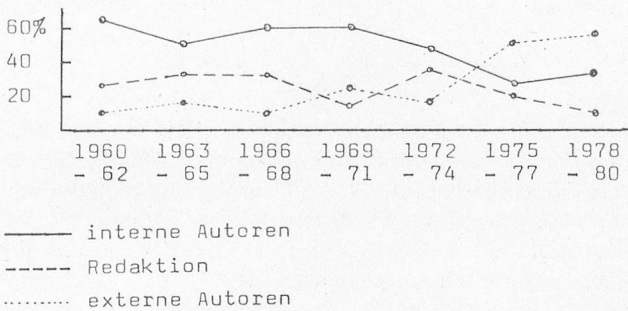 60%
40
20
1960 1963 1966 1969 1972 1975 1978
- 62 - 65 - 68 - 71 - 74 - 77 - 80
interne Autoren
Redaktion
externe Autoren